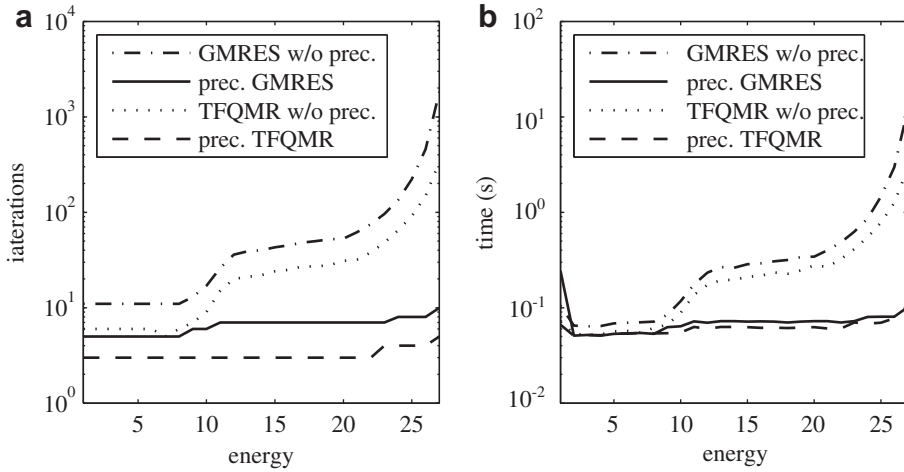 a
10^4
10^3
10^2
10^1
10^0
iaterations
GMRES w/o prec.
prec. GMRES
TFQMR w/o prec.
prec. TFQMR
5 10 15 20 25
energy
b
10^2
10^1
10^0
10^-1
10^-2
time (s)
GMRES w/o prec.
prec. GMRES
TFQMR w/o prec.
prec. TFQMR
5 10 15 20 25
energy